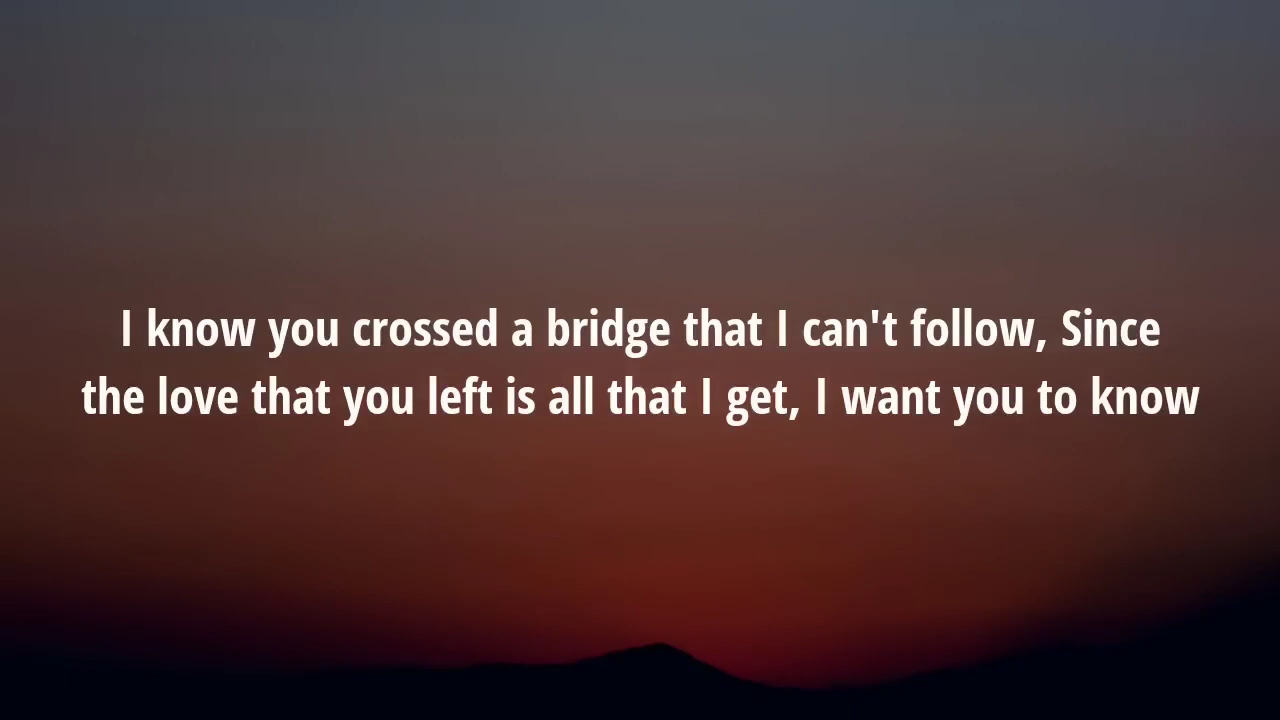 I know you crossed a bridge that I can't follow, Since
the love that you left is all that I get, I want you to know